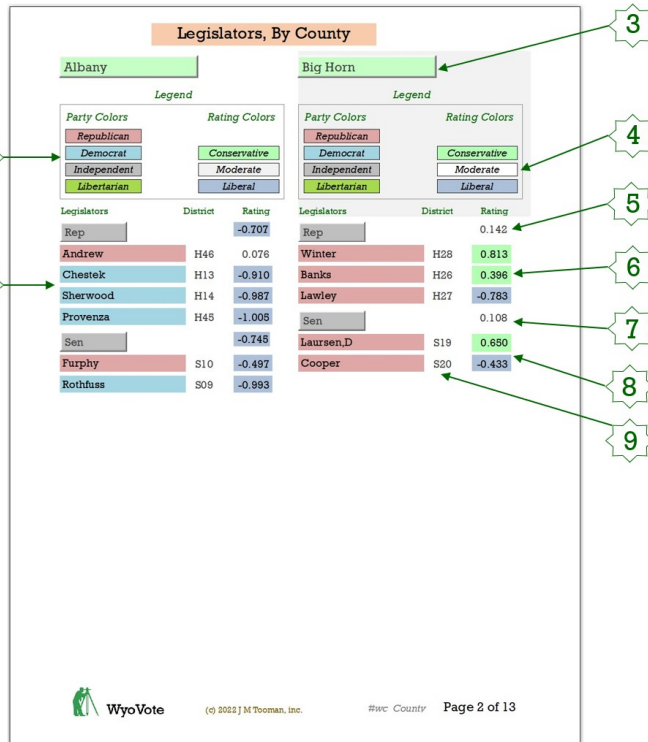 Legislators, By County
Albany
Legend
Party Colors Rating Colors
Republican
Democrat Conservative
Independent Moderate
Libertarian Liberal
Legislators District Rating
Rep -0.707
Andrew H46 0.076
Chestek H13 -0.910
Sherwood H14 -0.987
Provenza H45 -1.005
Sen -0.745
Furphy S10 -0.497
Rothfuss S09 -0.993
Big Horn
Legend
Party Colors Rating Colors
Republican
Democrat Conservative
Independent Moderate
Libertarian Liberal
Legislators District Rating
Rep 0.142
Winter H28 0.813
Banks H26 0.396
Lawley H27 -0.783
Sen 0.108
Laursen,D S19 0.650
Cooper S20 -0.433
3
4
5
6
7
8
9
WyoVote (c) 2022 J M Tooman, inc. #wc County Page 2 of 13